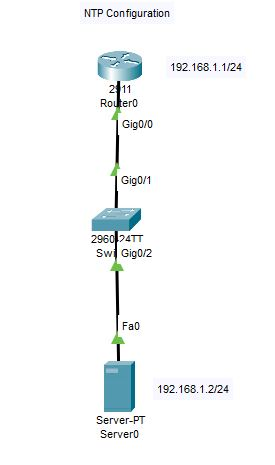 NTP Configuration
192.168.1.1/24
2911
Router0
Gig0/0
Gig0/1
2960-24TT
Swi Gig0/2
Fa0
192.168.1.2/24
Server-PT
Server0